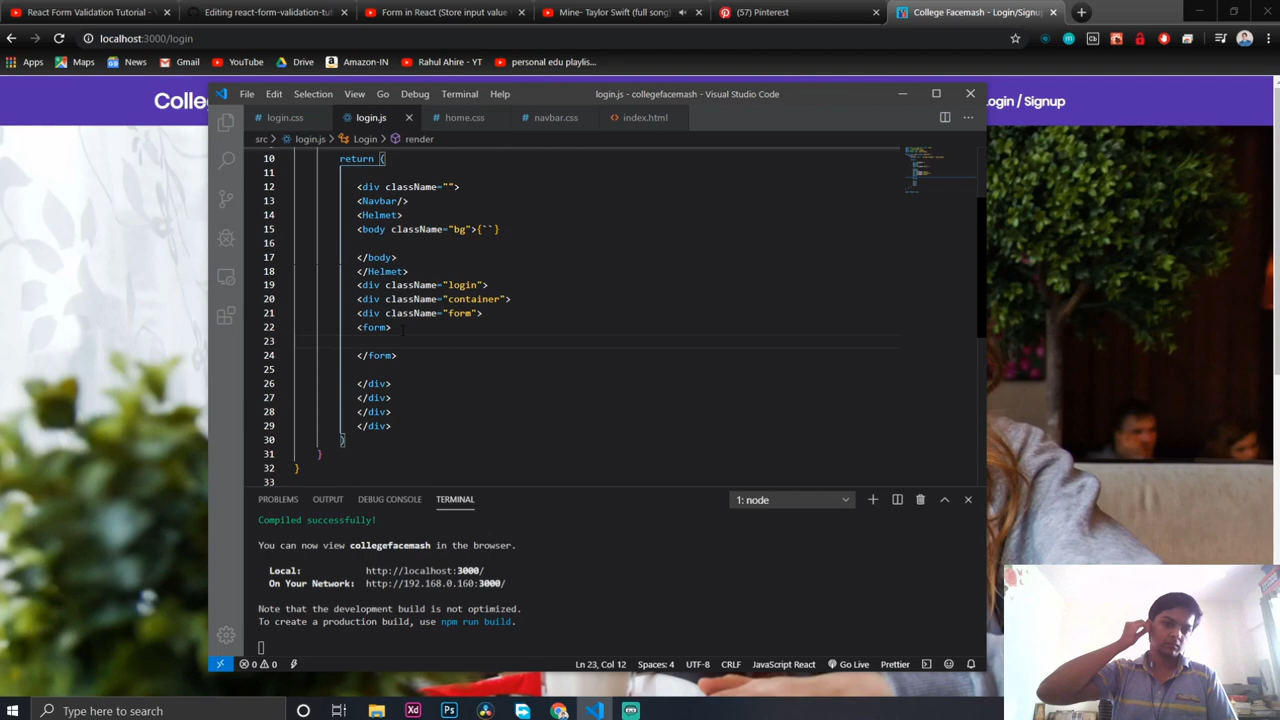 React Form Validation Tutorial -
Editing react-form-validation-tut
Form in React (Store input value
Mine- Taylor Swift (full song)
(57) Pinterest
College Facemash - Login/Signu
localhost:3000/login
Apps
Maps
News
Gmail
YouTube
Drive
Amazon-IN
Rahul Ahire - YT
personal edu playlis...
Colle
Login / Signup
File Edit Selection View Go Debug Terminal Help
login.js - collegefacemash - Visual Studio Code
login.css
login.js
home.css
navbar.css
index.html
src > login.js > Login > render
10 return (
11
12 <div className="">
13 <Navbar/>
14 <Helmet>
15 <body className="bg">{``}
16
17 </body>
18 </Helmet>
19 <div className="login">
20 <div className="container">
21 <div className="form">
22 <form>
23
24 </form>
25
26 </div>
27 </div>
28 </div>
29 </div>
30 )
31 }
32 }
33
PROBLEMS OUTPUT DEBUG CONSOLE TERMINAL
1: node
Compiled successfully!
You can now view collegefacemash in the browser.
Local: http://localhost:3000/
On Your Network: http://192.168.0.160:3000/
Note that the development build is not optimized.
To create a production build, use npm run build.
0 0
Ln 23, Col 12
Spaces: 4
UTF-8
CRLF
JavaScript React
Go Live
Prettier
Type here to search